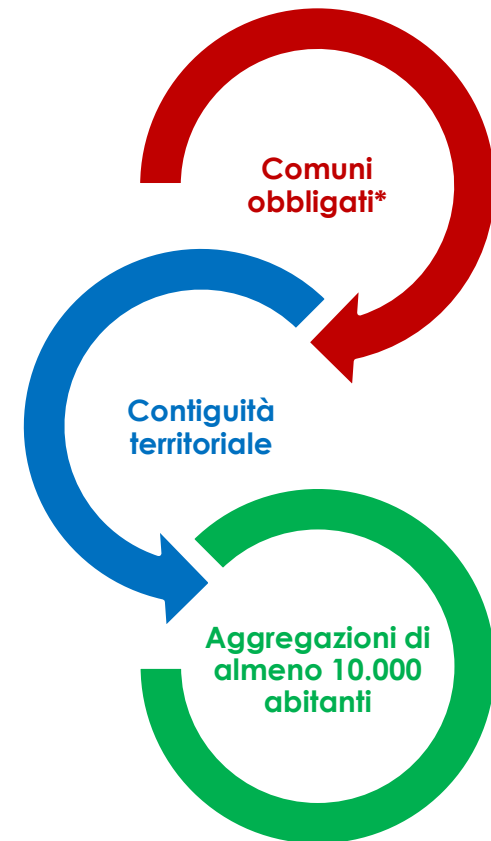 Comuni
obbligati*
Contiguità
territoriale
Aggregazioni di
almeno 10.000
abitanti